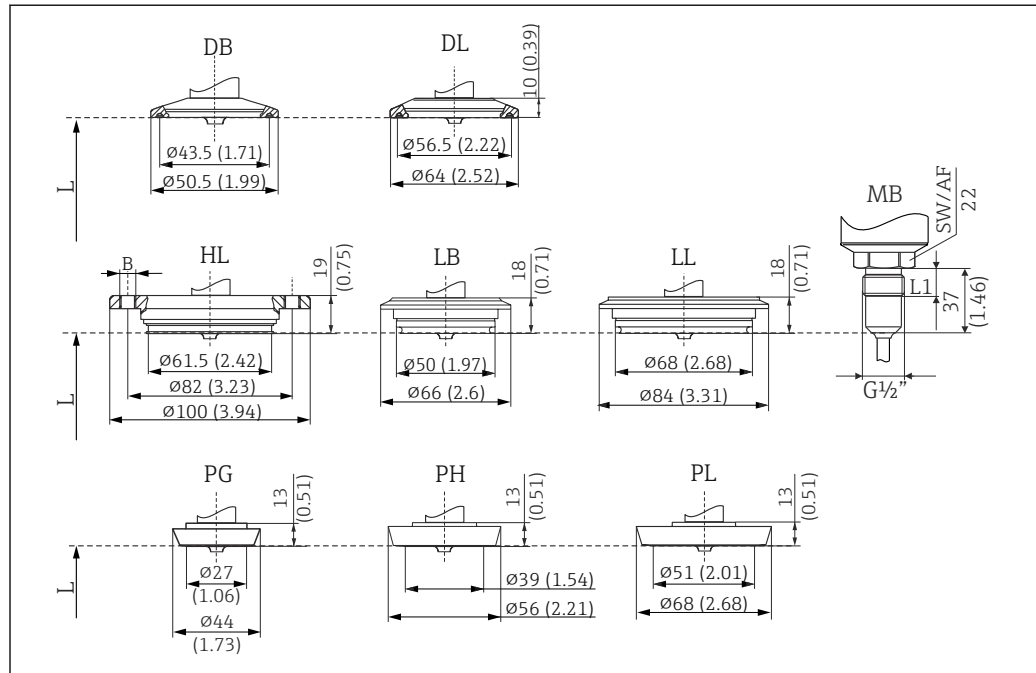 DB
DL
10 (0.39)
ø43.5 (1.71)
ø50.5 (1.99)
ø56.5 (2.22)
ø64 (2.52)
L
MB
SW/AF
22
HL
B
19
(0.75)
LB
18
(0.71)
LL
18
(0.71)
L1
37
(1.46)
G½”
ø61.5 (2.42)
ø82 (3.23)
ø100 (3.94)
ø50 (1.97)
ø66 (2.6)
ø68 (2.68)
ø84 (3.31)
L
PG
13
(0.51)
PH
13
(0.51)
PL
13
(0.51)
L
ø27
(1.06)
ø44
(1.73)
ø39 (1.54)
ø56 (2.21)
ø51 (2.01)
ø68 (2.68)